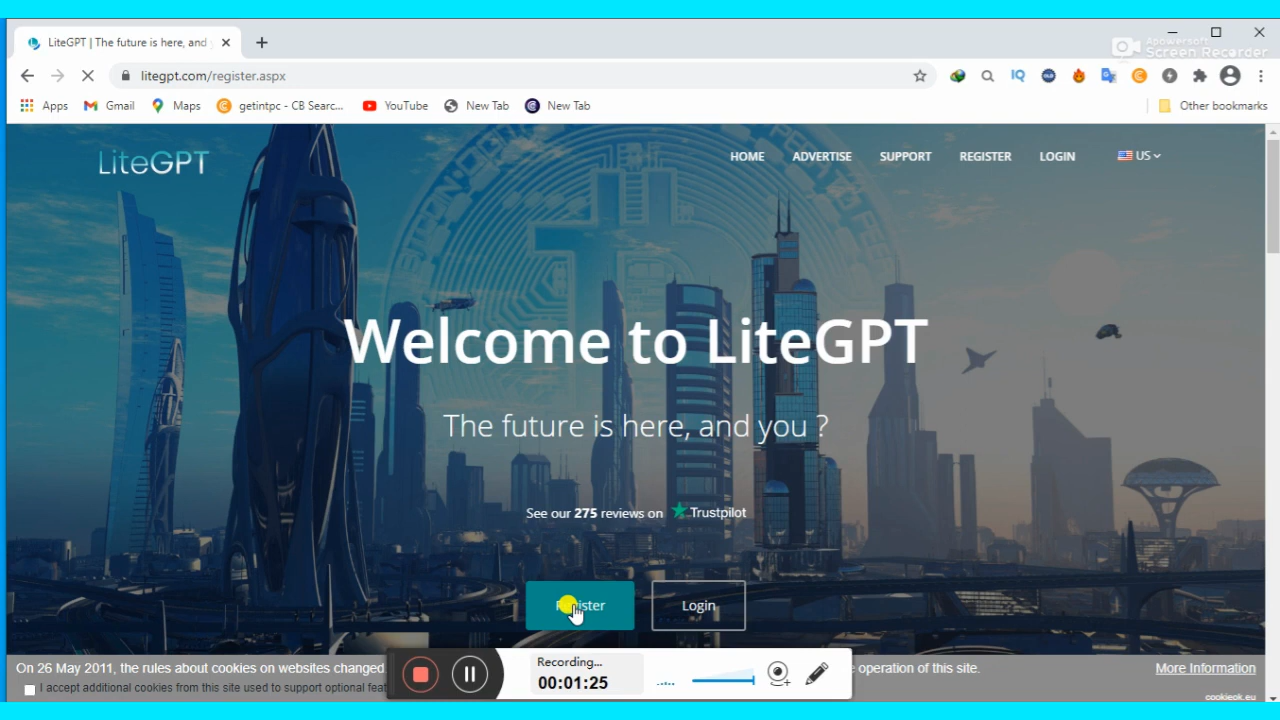 LiteGPT | The future is here, and
Apowersoft
Screen Recorder
litegpt.com/register.aspx
Apps Gmail Maps getintpc - CB Searc... YouTube New Tab New Tab Other bookmarks
LiteGPT HOME ADVERTISE SUPPORT REGISTER LOGIN US
Welcome to LiteGPT
The future is here, and you ?
See our 275 reviews on Trustpilot
Register Login
On 26 May 2011, the rules about cookies on websites changed e operation of this site. More Information
I accept additional cookies from this site used to support optional feat
cookieok.eu
Recording...
00:01:25